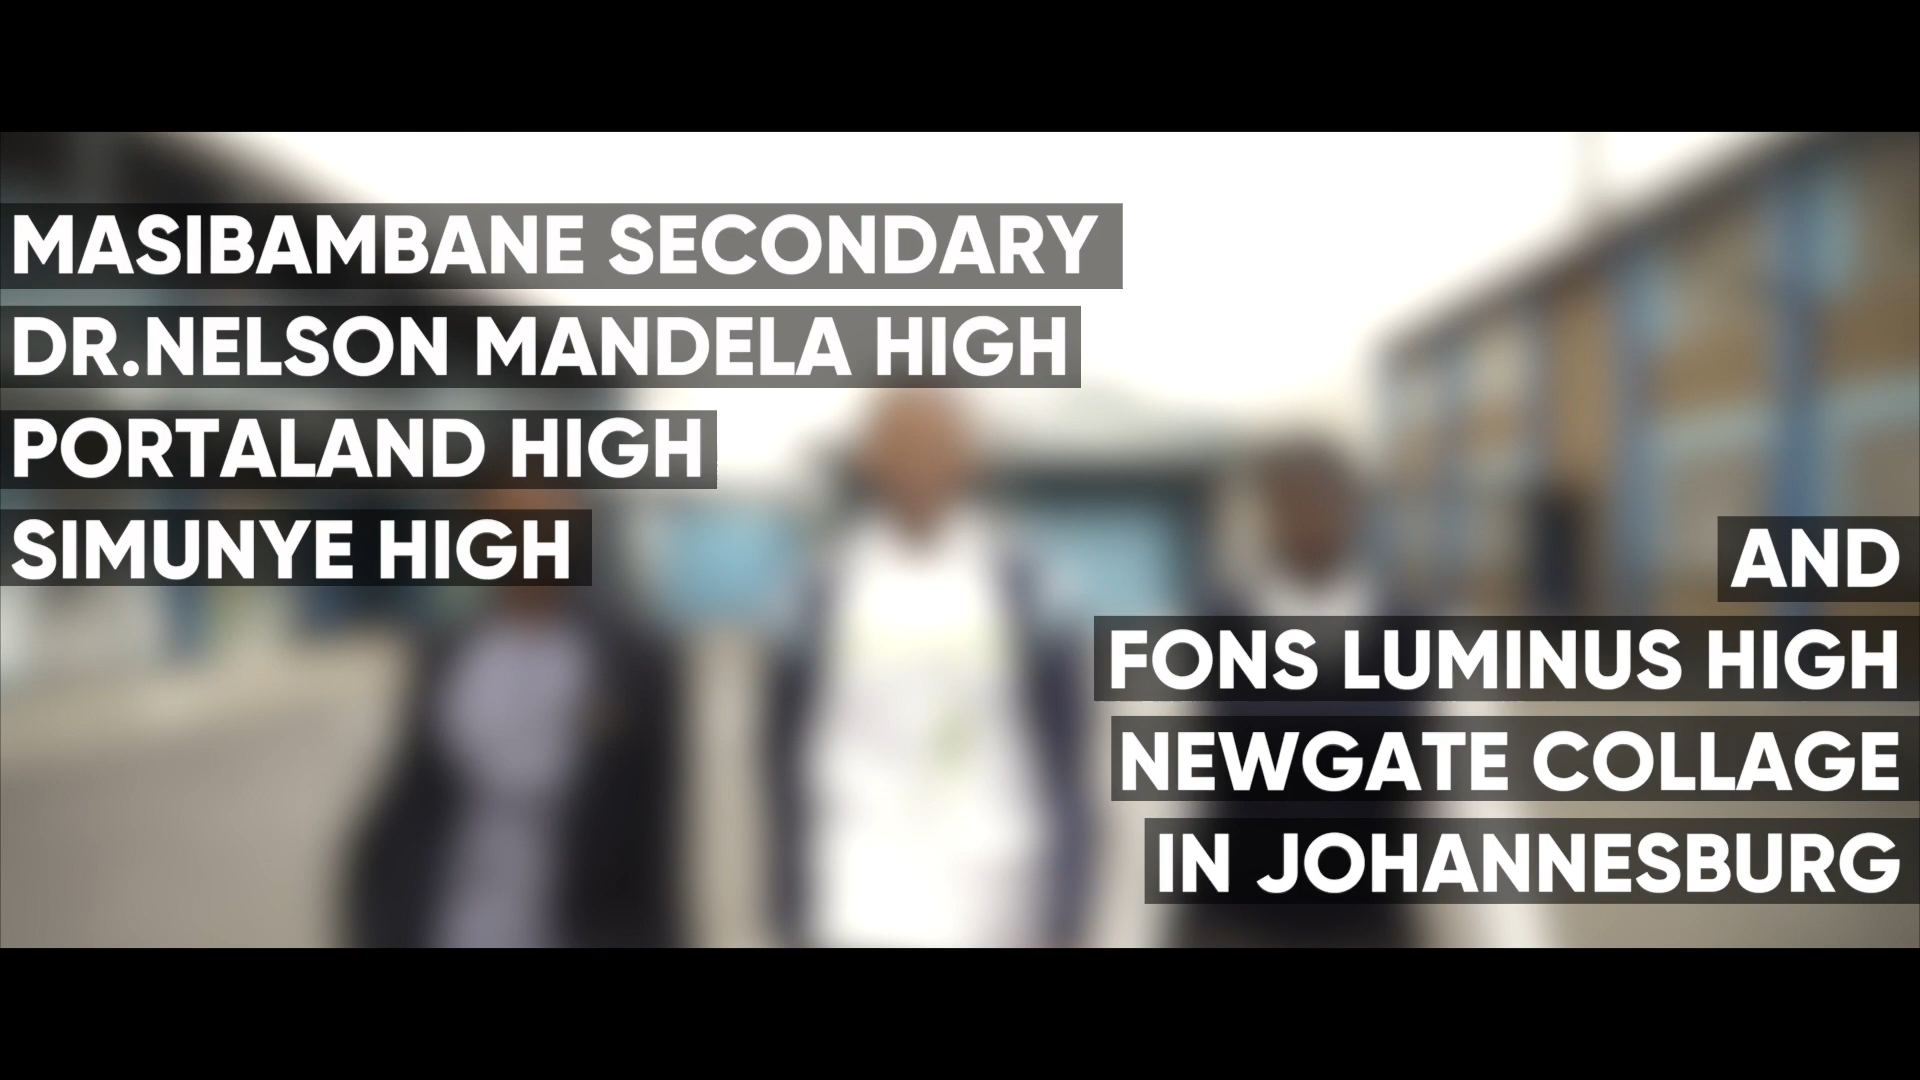 MASIBAMBANE SECONDARY
DR.NELSON MANDELA HIGH
PORTALAND HIGH
SIMUNYE HIGH
AND
FONS LUMINUS HIGH
NEWGATE COLLAGE
IN JOHANNESBURG